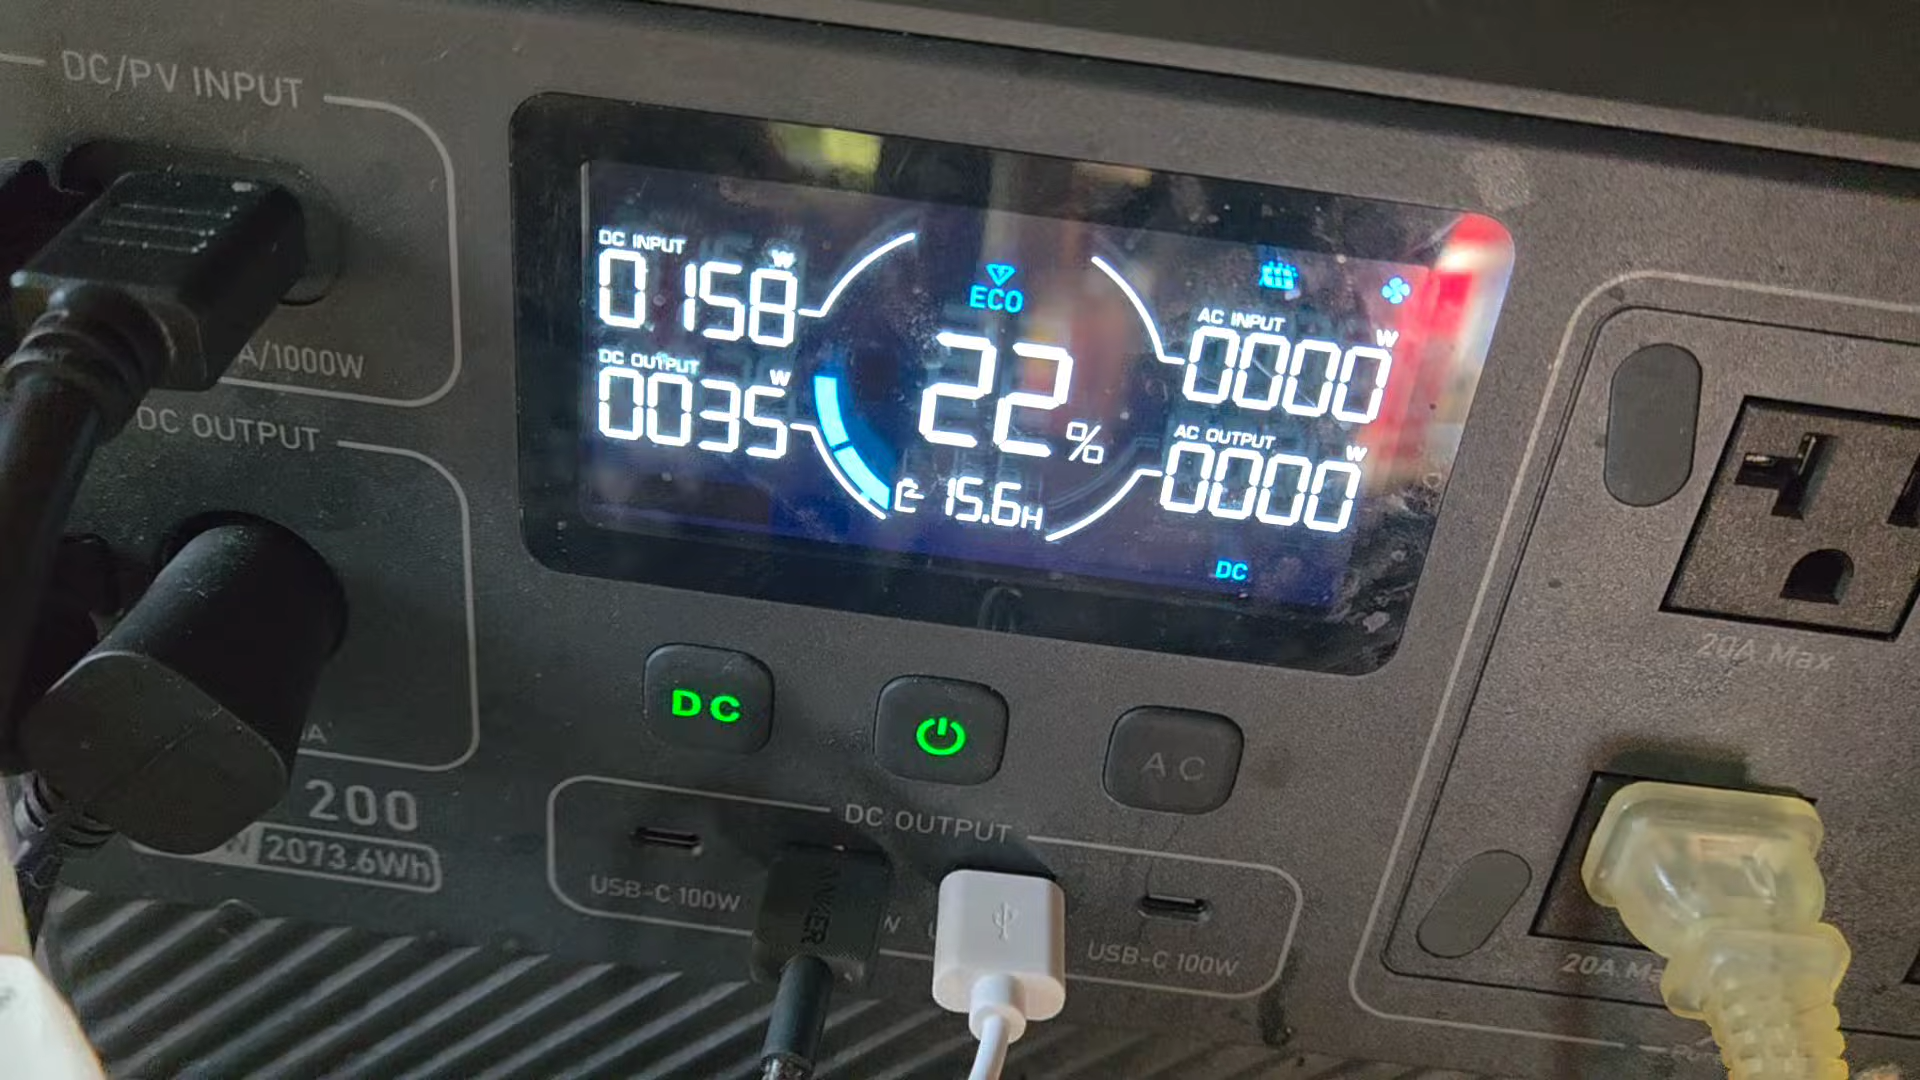 DC/PV INPUT
A/1000W
DC OUTPUT
200
2073.6Wh
DC INPUT
0158 W
DC OUTPUT
0035 W
ECO
22%
15.6H
AC INPUT
0000 W
AC OUTPUT
0000 W
DC
DC
AC
DC OUTPUT
USB-C 100W
USB-C 100W
20A Max
20A